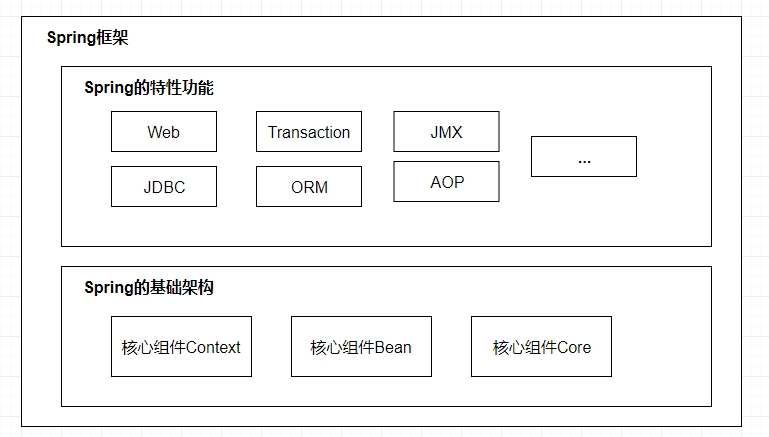 Spring框架
Spring的特性功能
Web
Transaction
JMX
...
JDBC
ORM
AOP
Spring的基础架构
核心组件Context
核心组件Bean
核心组件Core